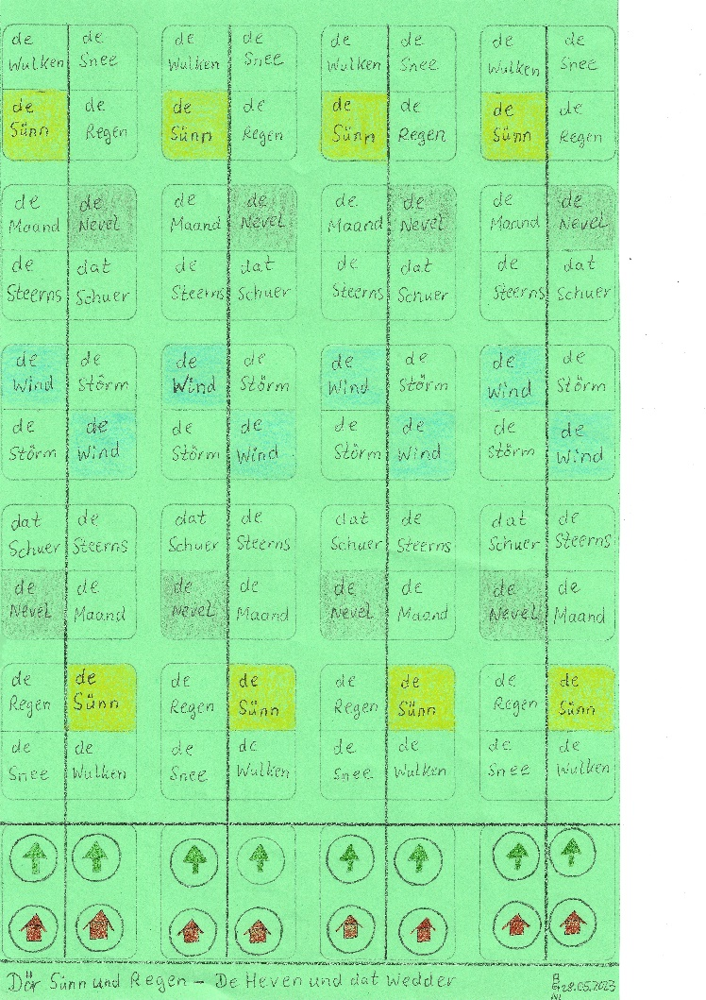 de de de de de de de de
Wulken Snee Wulken Snee Wulken Snee Wulken Snee
de de de de de de de de
Sünn Regen Sünn Regen Sünn Regen Sünn Regen
de de de de de de de de
Maand Nevel Maand Nevel Maand Nevel Maand Nevel
de dat de dat de dat de dat
Steerns Schuer Steerns Schuer Steerns Schuer Steerns Schuer
de de de de de de de de
Wind Störm Wind Störm Wind Störm Wind Störm
de de de de de de de de
Störm Wind Störm Wind Störm Wind Störm Wind
dat de dat de dat de dat de
Schuer Steerns Schuer Steerns Schuer Steerns Schuer Steerns
de de de de de de de de
Nevel Maand Nevel Maand Nevel Maand Nevel Maand
de de de de de de de de
Regen Sünn Regen Sünn Regen Sünn Regen Sünn
de de de de de de de de
Snee Wulken Snee Wulken Snee Wulken Snee Wulken
Dör Sünn und Regen – De Heven und dat Wedder
28.05.2023